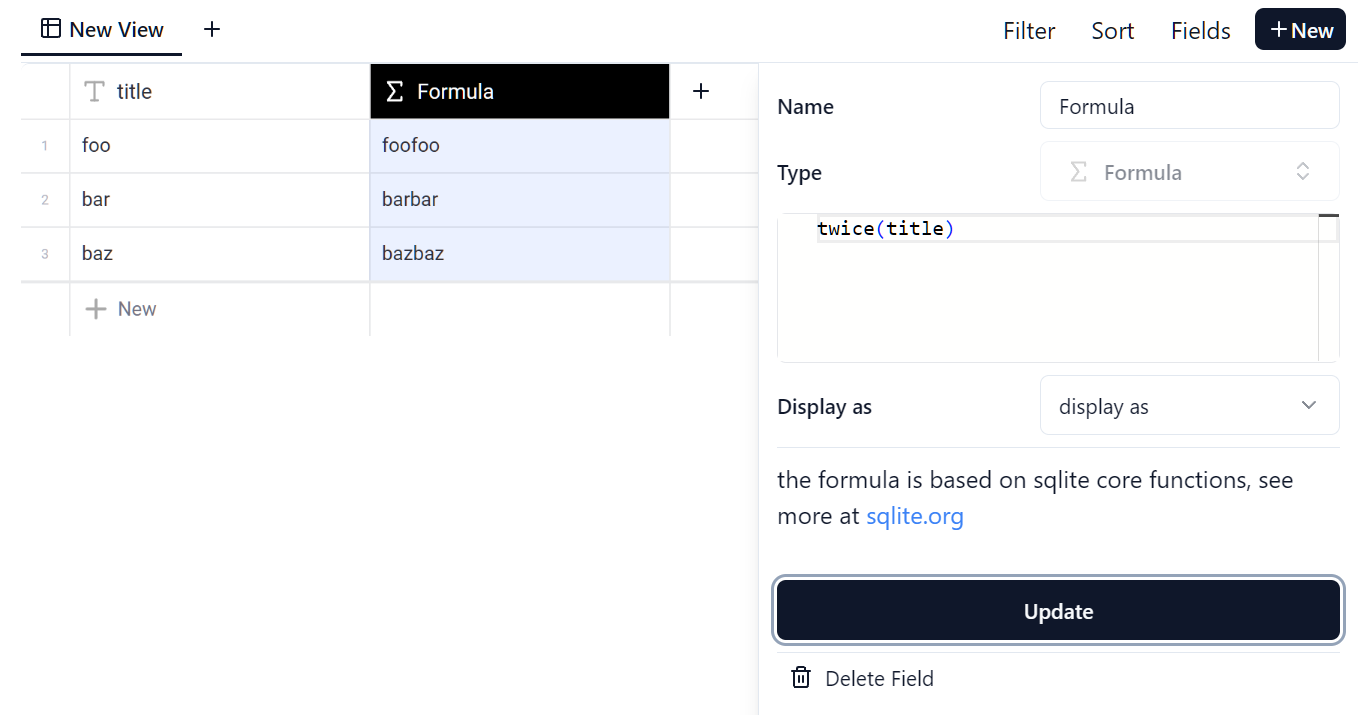 New View
Filter Sort Fields New
title Formula
1 foo foofoo
2 bar barbar
3 baz bazbaz
New
Name Formula
Type Formula
twice(title)
Display as display as
the formula is based on sqlite core functions, see
more at sqlite.org
Update
Delete Field